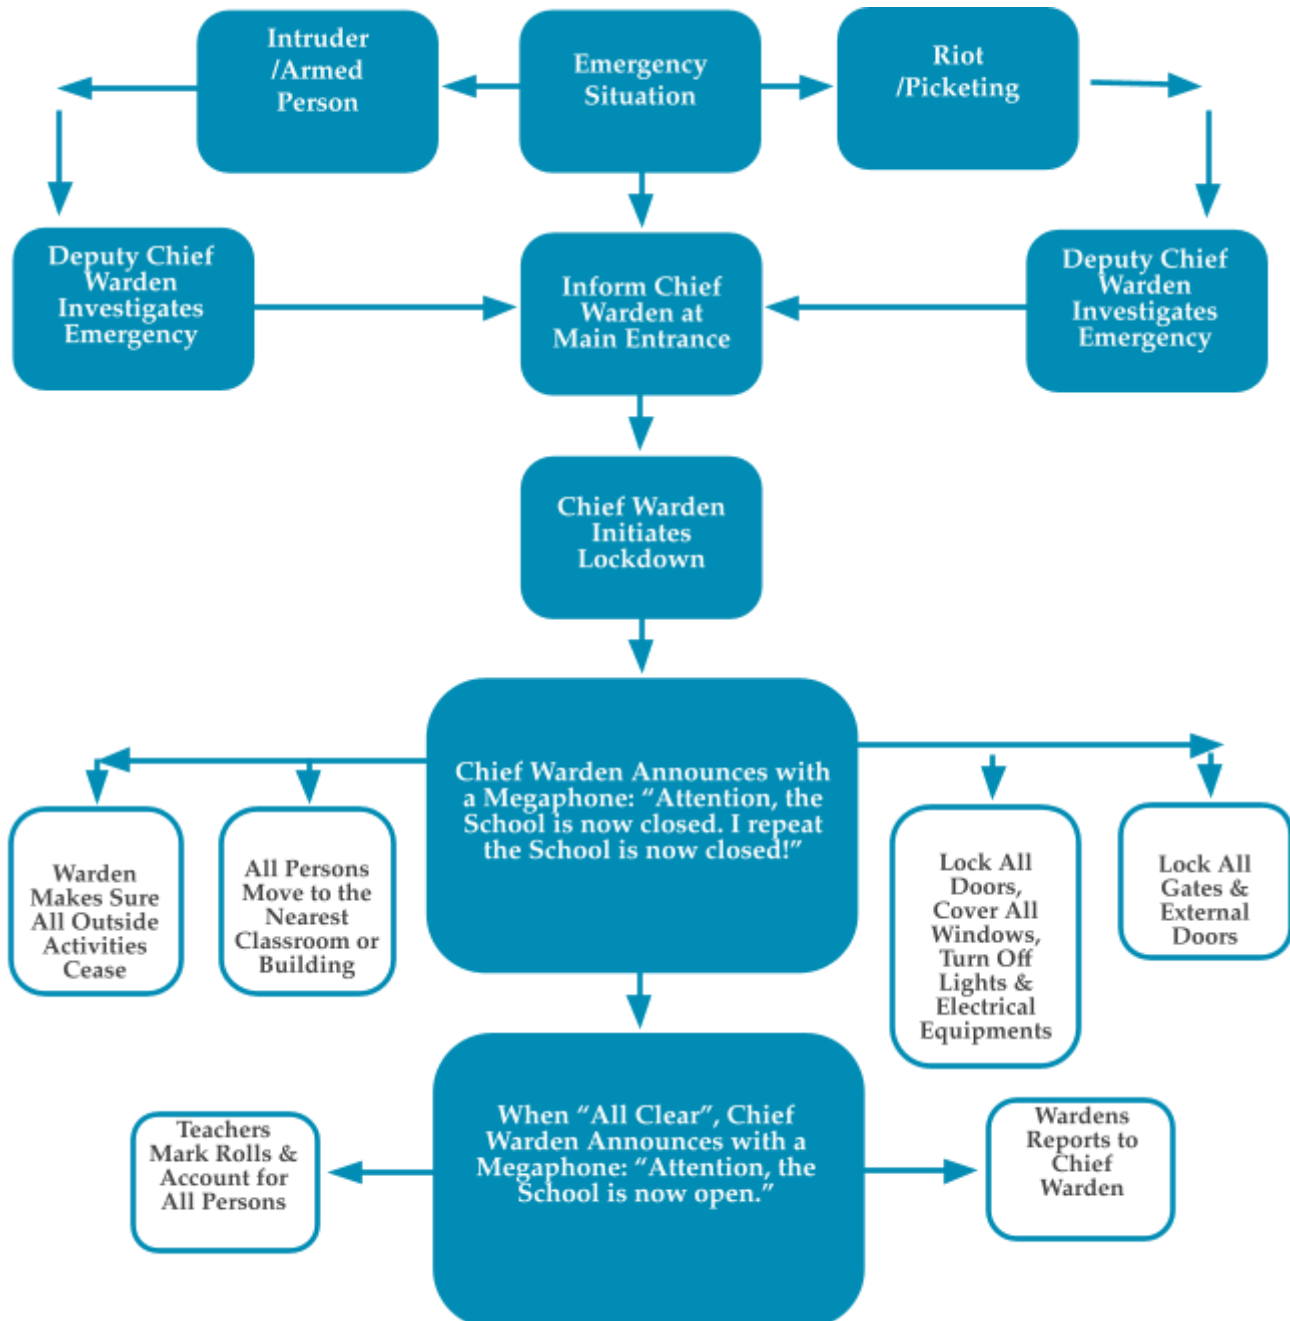 Intruder
/Armed
Person
Emergency
Situation
Riot
/Picketing
Deputy Chief
Warden
Investigates
Emergency
Inform Chief
Warden at
Main Entrance
Deputy Chief
Warden
Investigates
Emergency
Chief Warden
Initiates
Lockdown
Chief Warden Announces with
a Megaphone: “Attention, the
School is now closed. I repeat
the School is now closed!”
Warden
Makes Sure
All Outside
Activities
Cease
All Persons
Move to the
Nearest
Classroom or
Building
Lock All
Doors,
Cover All
Windows,
Turn Off
Lights &
Electrical
Equipments
Lock All
Gates &
External
Doors
When “All Clear”, Chief
Warden Announces with a
Megaphone: “Attention, the
School is now open.”
Teachers
Mark Rolls &
Account for
All Persons
Wardens
Reports to
Chief
Warden